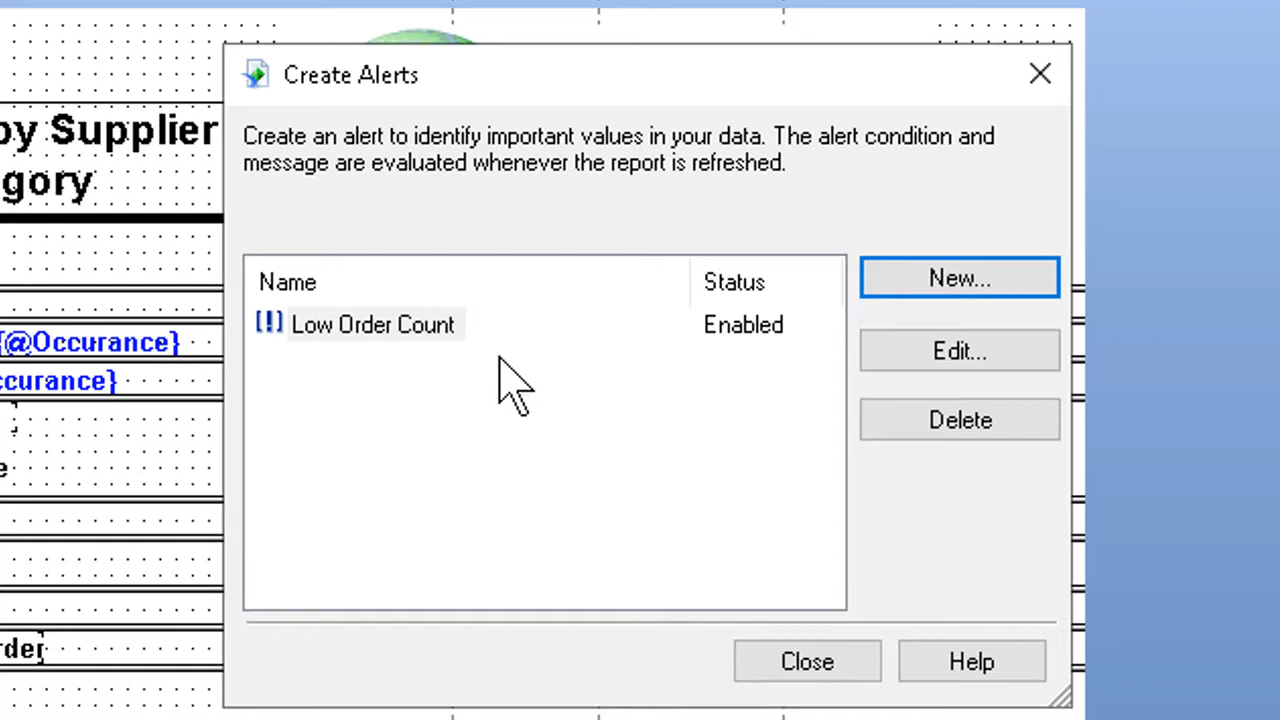 Create Alerts
by Supplier
gory
Create an alert to identify important values in your data. The alert condition and
message are evaluated whenever the report is refreshed.
Name Status
[!] Low Order Count Enabled
New...
Edit...
Delete
{@Occurance}
ccurance}
e
rder
Close Help